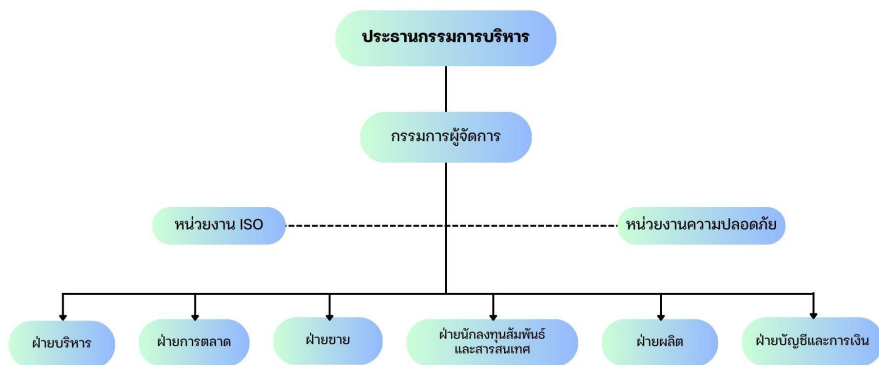 ประธานกรรมการบริหาร
กรรมการผู้จัดการ
หน่วยงาน ISO
หน่วยงานความปลอดภัย
ฝ่ายบริหาร
ฝ่ายการตลาด
ฝ่ายขาย
ฝ่ายนักลงทุนสัมพันธ์
และสารสนเทศ
ฝ่ายผลิต
ฝ่ายบัญชีและการเงิน